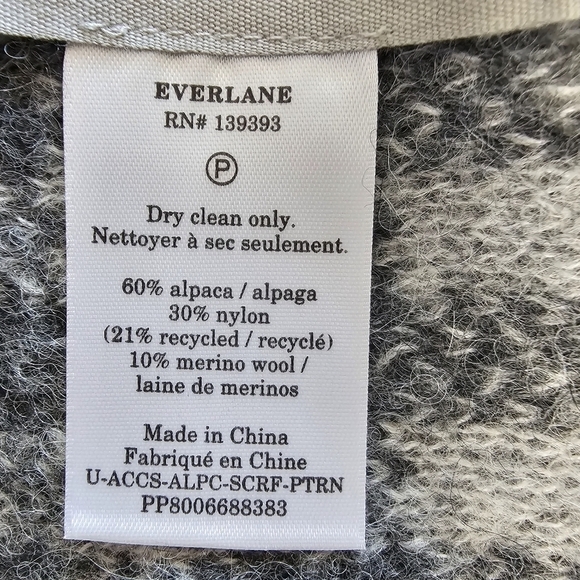 EVERLANE
RN# 139393
P
Dry clean only.
Nettoyer à sec seulement.
60% alpaca / alpaga
30% nylon
(21% recycled / recyclé)
10% merino wool /
laine de merinos
Made in China
Fabriqué en Chine
U-ACCS-ALPC-SCRF-PTRN
PP8006688383